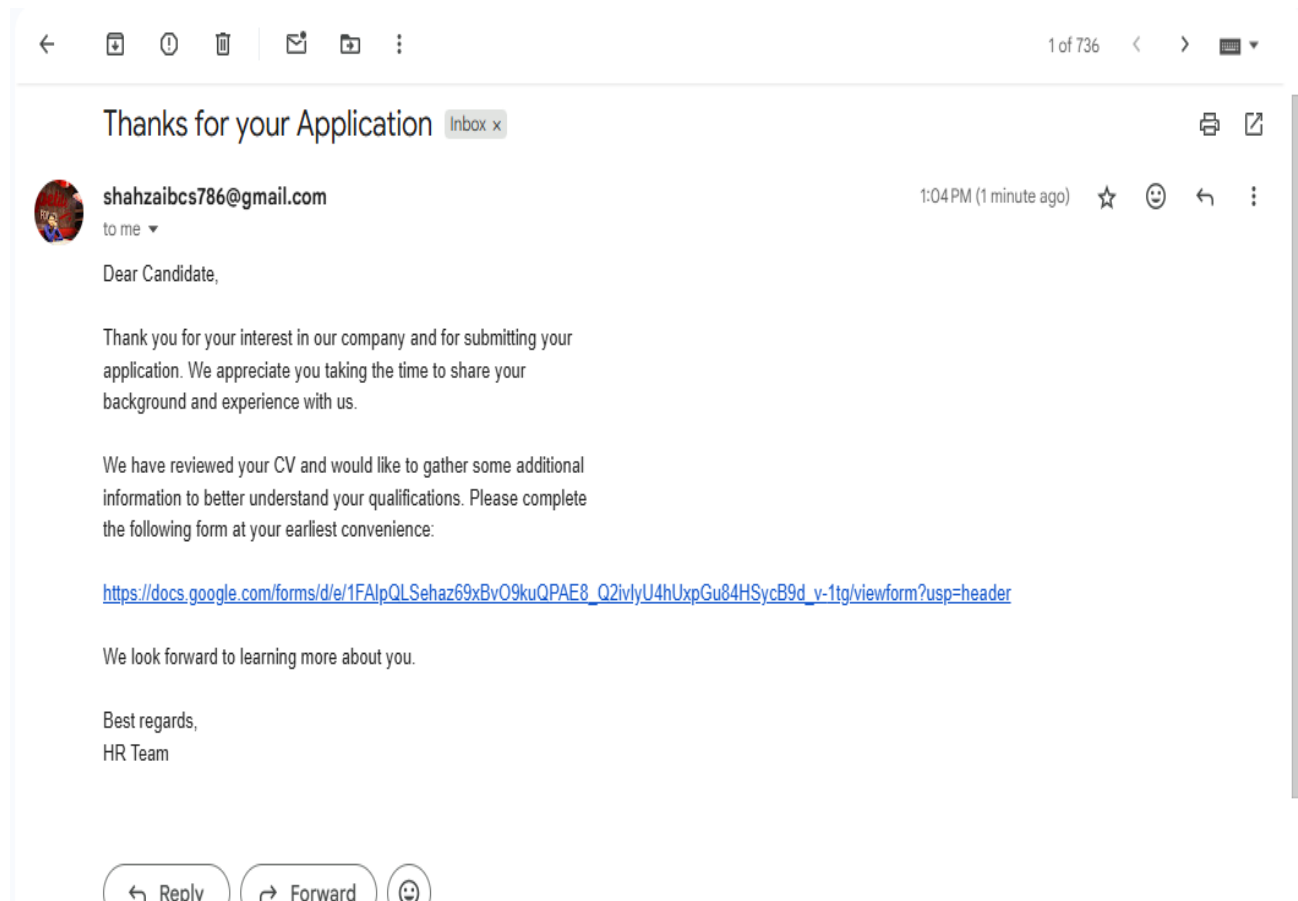 1 of 736
Thanks for your Application Inbox x
shahzaibcs786@gmail.com 1:04 PM (1 minute ago)
to me
Dear Candidate,
Thank you for your interest in our company and for submitting your
application. We appreciate you taking the time to share your
background and experience with us.
We have reviewed your CV and would like to gather some additional
information to better understand your qualifications. Please complete
the following form at your earliest convenience:
https://docs.google.com/forms/d/e/1FAIpQLSehaz69xBvO9kuQPAE8_Q2ivIyU4hUxpGu84HSycB9d_v-1tg/viewform?usp=header
We look forward to learning more about you.
Best regards,
HR Team
Reply Forward